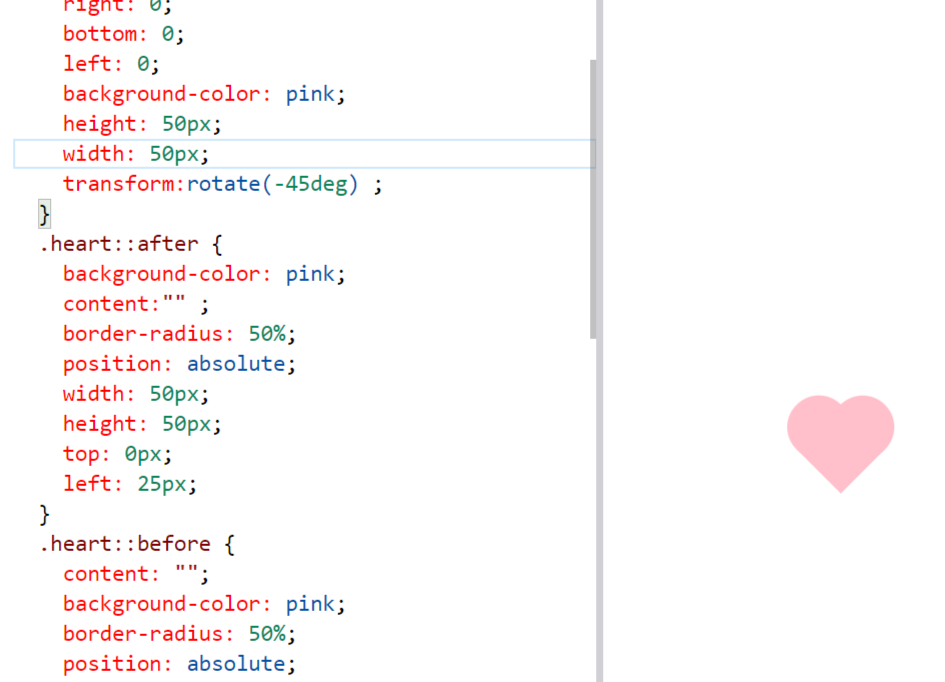 right: 0;
bottom: 0;
left: 0;
background-color: pink;
height: 50px;
width: 50px;
transform:rotate(-45deg) ;
}
.heart::after {
background-color: pink;
content:"" ;
border-radius: 50%;
position: absolute;
width: 50px;
height: 50px;
top: 0px;
left: 25px;
}
.heart::before {
content: "";
background-color: pink;
border-radius: 50%;
position: absolute;